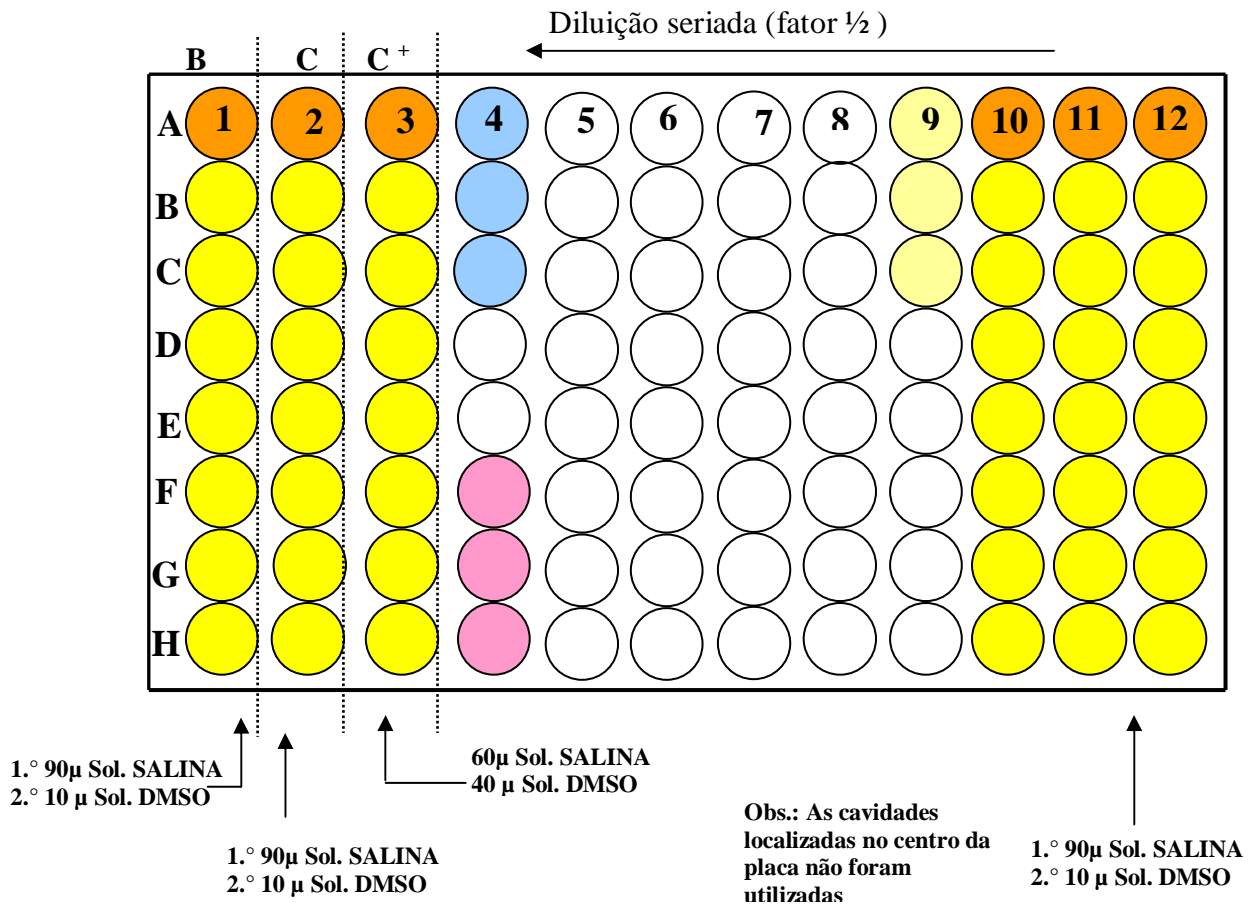 Diluição seriada (fator ½ )
B C C +
A 1 2 3 4 5 6 7 8 9 10 11 12
B
C
D
E
F
G
H
1.° 90µ Sol. SALINA
2.° 10 µ Sol. DMSO
1.° 90µ Sol. SALINA
2.° 10 µ Sol. DMSO
60µ Sol. SALINA
40 µ Sol. DMSO
Obs.: As cavidades
localizadas no centro da
placa não foram
utilizadas
1.° 90µ Sol. SALINA
2.° 10 µ Sol. DMSO